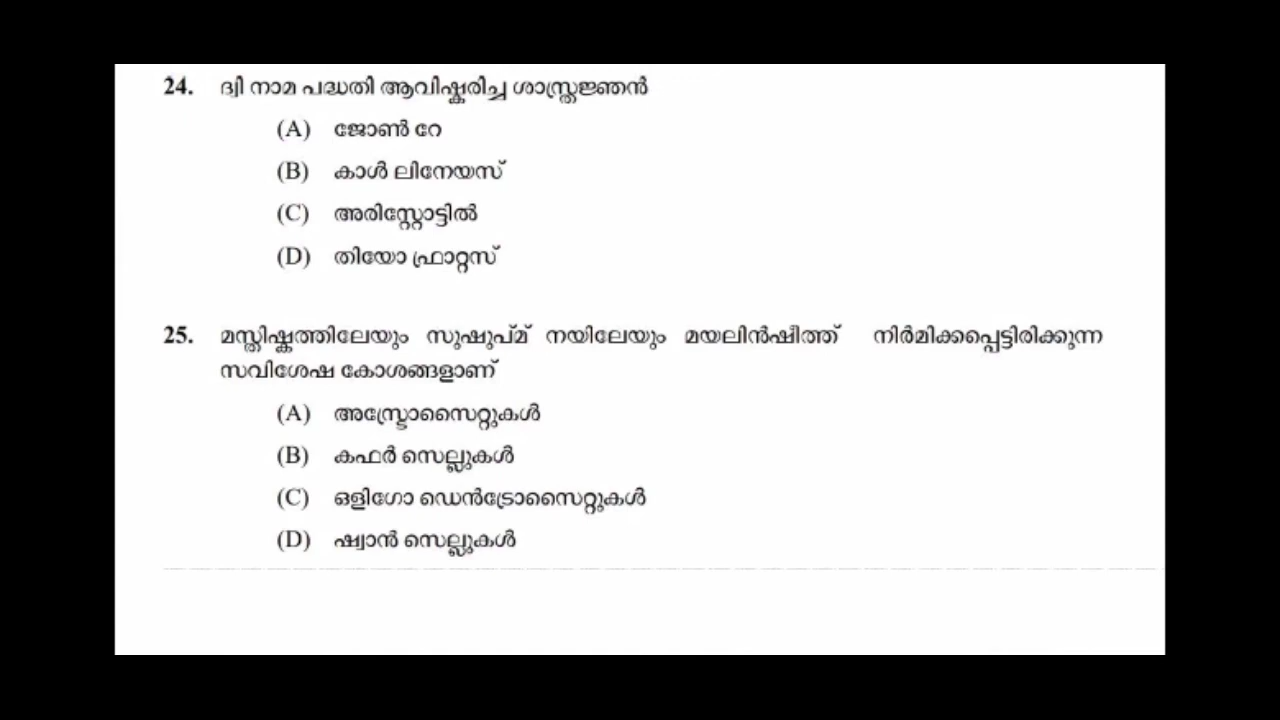 24. ദ്വി നാമ പദ്ധതി ആവിഷ്കരിച്ച ശാസ്ത്രജ്ഞൻ
(A) ജോൺ റേ
(B) കാൾ ലിനേയസ്
(C) അരിസ്റ്റോട്ടിൽ
(D) തിയോ ഫ്രാറ്റസ്
25. മസ്തിഷ്കത്തിലേയും സുഷുപ്മ് നയിലേയും മയലിൻഷീത്ത് നിർമിക്കപ്പെട്ടിരിക്കുന്ന
സവിശേഷ കോശങ്ങളാണ്
(A) അസ്ട്രോസൈറ്റുകൾ
(B) കഫർ സെല്ലുകൾ
(C) ഒളിഗോ ഡെൻട്രോസൈറ്റുകൾ
(D) ഷ്വാൻ സെല്ലുകൾ